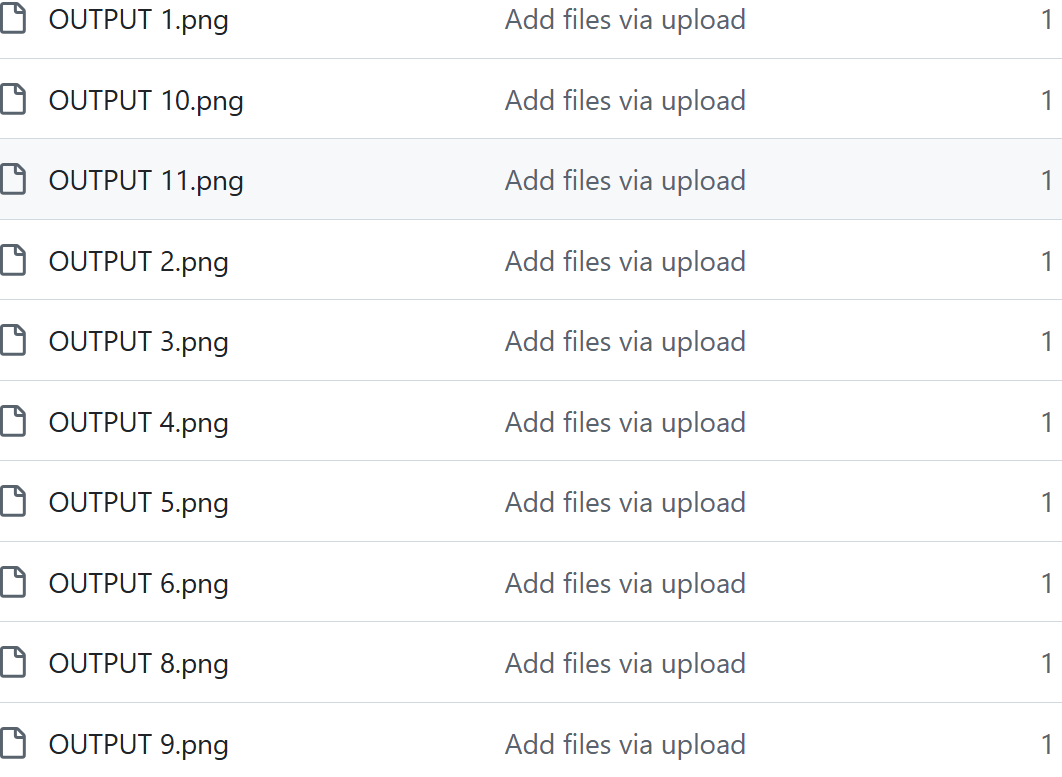 OUTPUT 1.png Add files via upload 1
OUTPUT 10.png Add files via upload 1
OUTPUT 11.png Add files via upload 1
OUTPUT 2.png Add files via upload 1
OUTPUT 3.png Add files via upload 1
OUTPUT 4.png Add files via upload 1
OUTPUT 5.png Add files via upload 1
OUTPUT 6.png Add files via upload 1
OUTPUT 8.png Add files via upload 1
OUTPUT 9.png Add files via upload 1